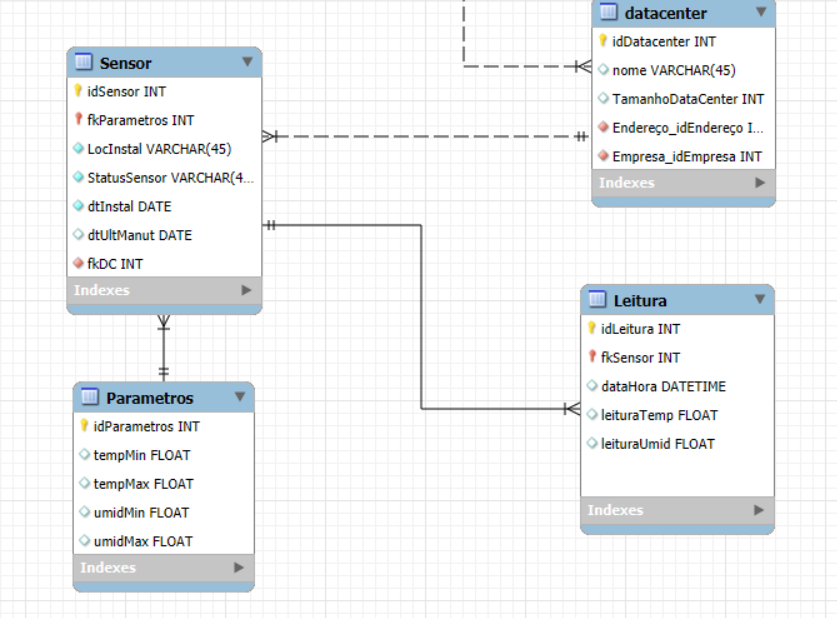 datacenter
idDatacenter INT
nome VARCHAR(45)
TamanhoDataCenter INT
Endereço_idEndereço I...
Empresa_idEmpresa INT
Indexes
Sensor
idSensor INT
fkParametros INT
LocInstal VARCHAR(45)
StatusSensor VARCHAR(4...
dtInstal DATE
dtUltManut DATE
fkDC INT
Indexes
Leitura
idLeitura INT
fkSensor INT
dataHora DATETIME
leituraTemp FLOAT
leituraUmid FLOAT
Indexes
Parametros
idParametros INT
tempMin FLOAT
tempMax FLOAT
umidMin FLOAT
umidMax FLOAT
Indexes